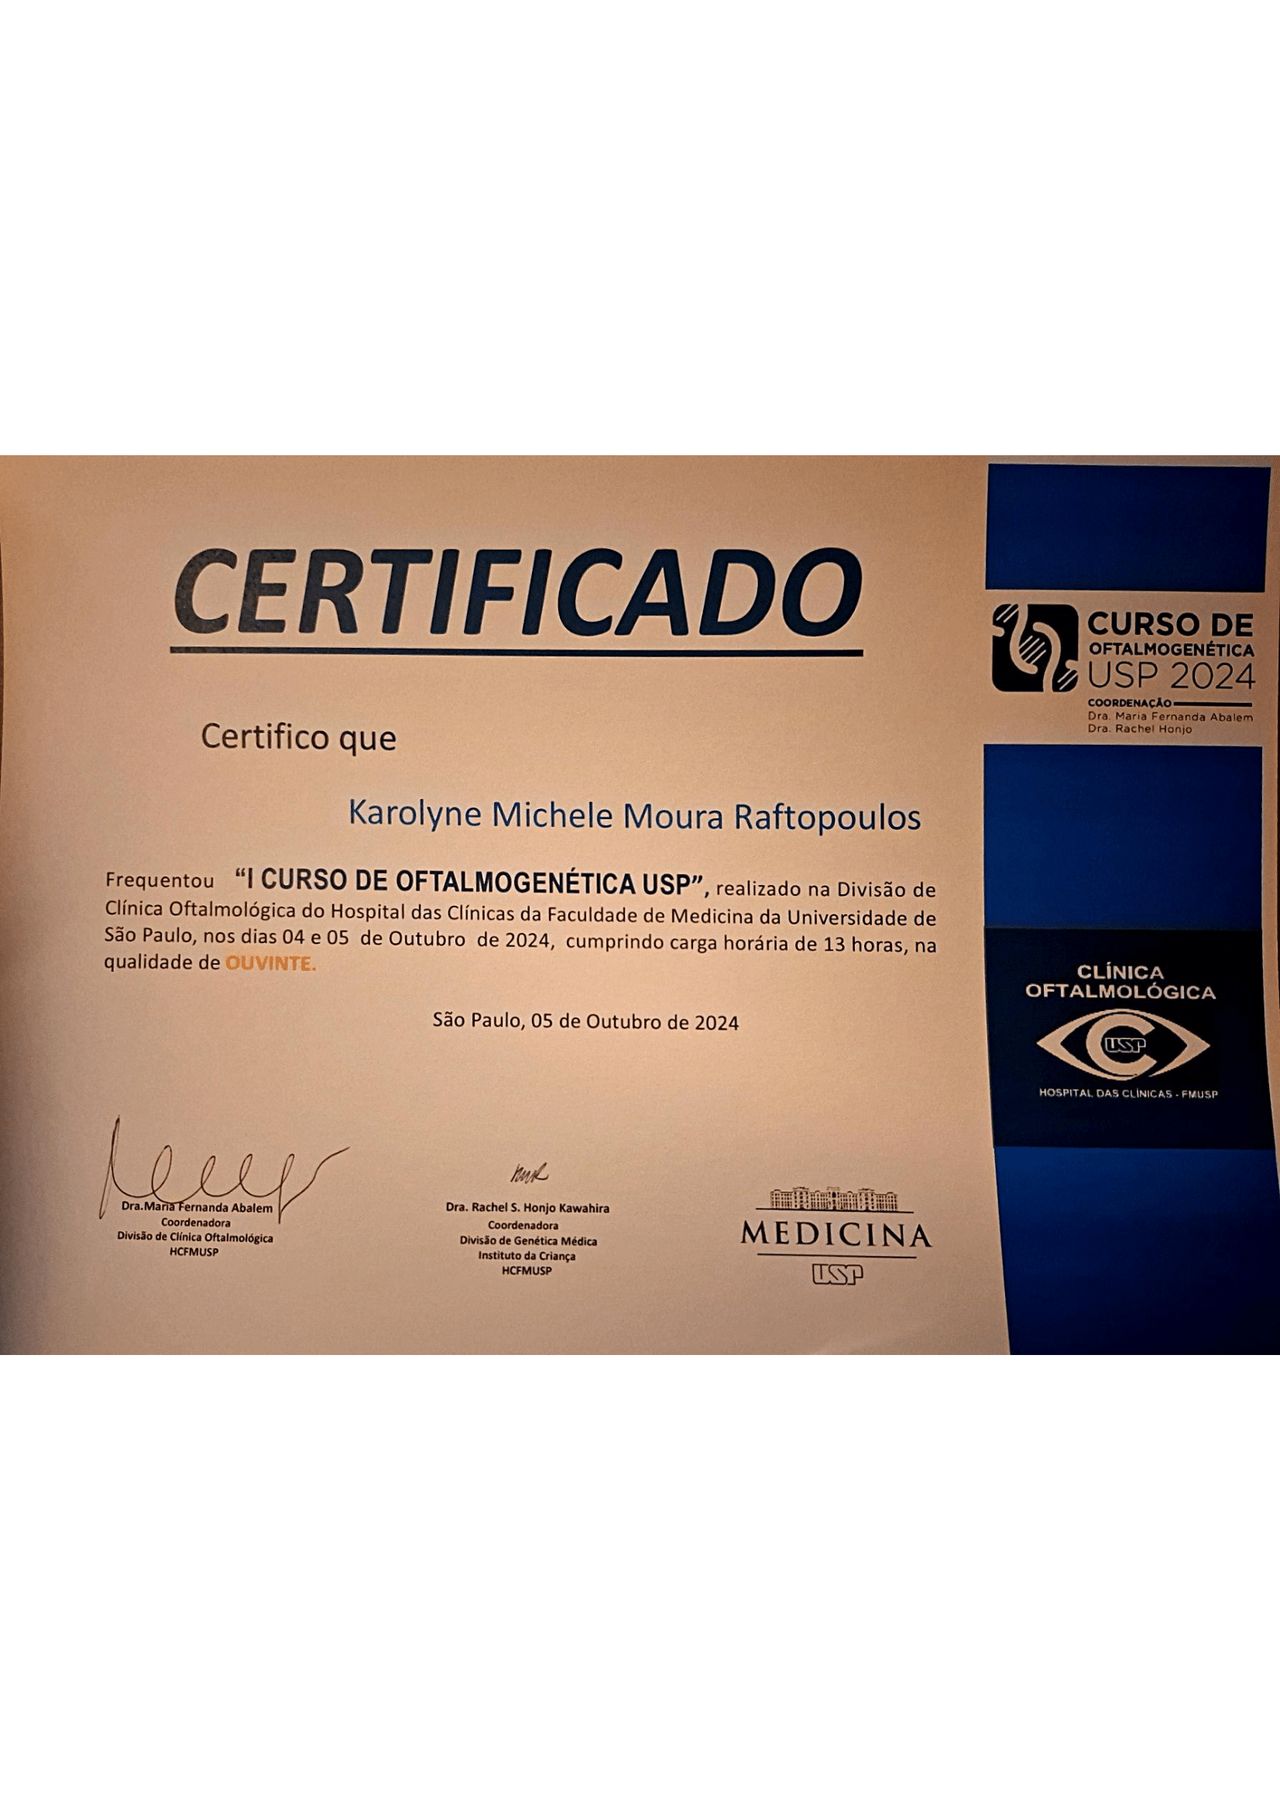 CERTIFICADO
Certifico que
Karolyne Michele Moura Raftopoulos
Frequentou “I CURSO DE OFTALMOGENÉTICA USP”, realizado na Divisão de
Clínica Oftalmológica do Hospital das Clínicas da Faculdade de Medicina da Universidade de
São Paulo, nos dias 04 e 05 de Outubro de 2024, cumprindo carga horária de 13 horas, na
qualidade de OUVINTE.
São Paulo, 05 de Outubro de 2024
Dra.Maria Fernanda Abalem
Coordenadora
Divisão de Clínica Oftalmológica
HCFMUSP
Dra. Rachel S. Honjo Kawahira
Coordenadora
Divisão de Genética Médica
Instituto da Criança
HCFMUSP
MEDICINA
USP
CURSO DE
OFTALMOGENÉTICA
USP 2024
COORDENAÇÃO
Dra. Maria Fernanda Abalem
Dra. Rachel Honjo
CLÍNICA
OFTALMOLÓGICA
USP
HOSPITAL DAS CLÍNICAS - FMUSP